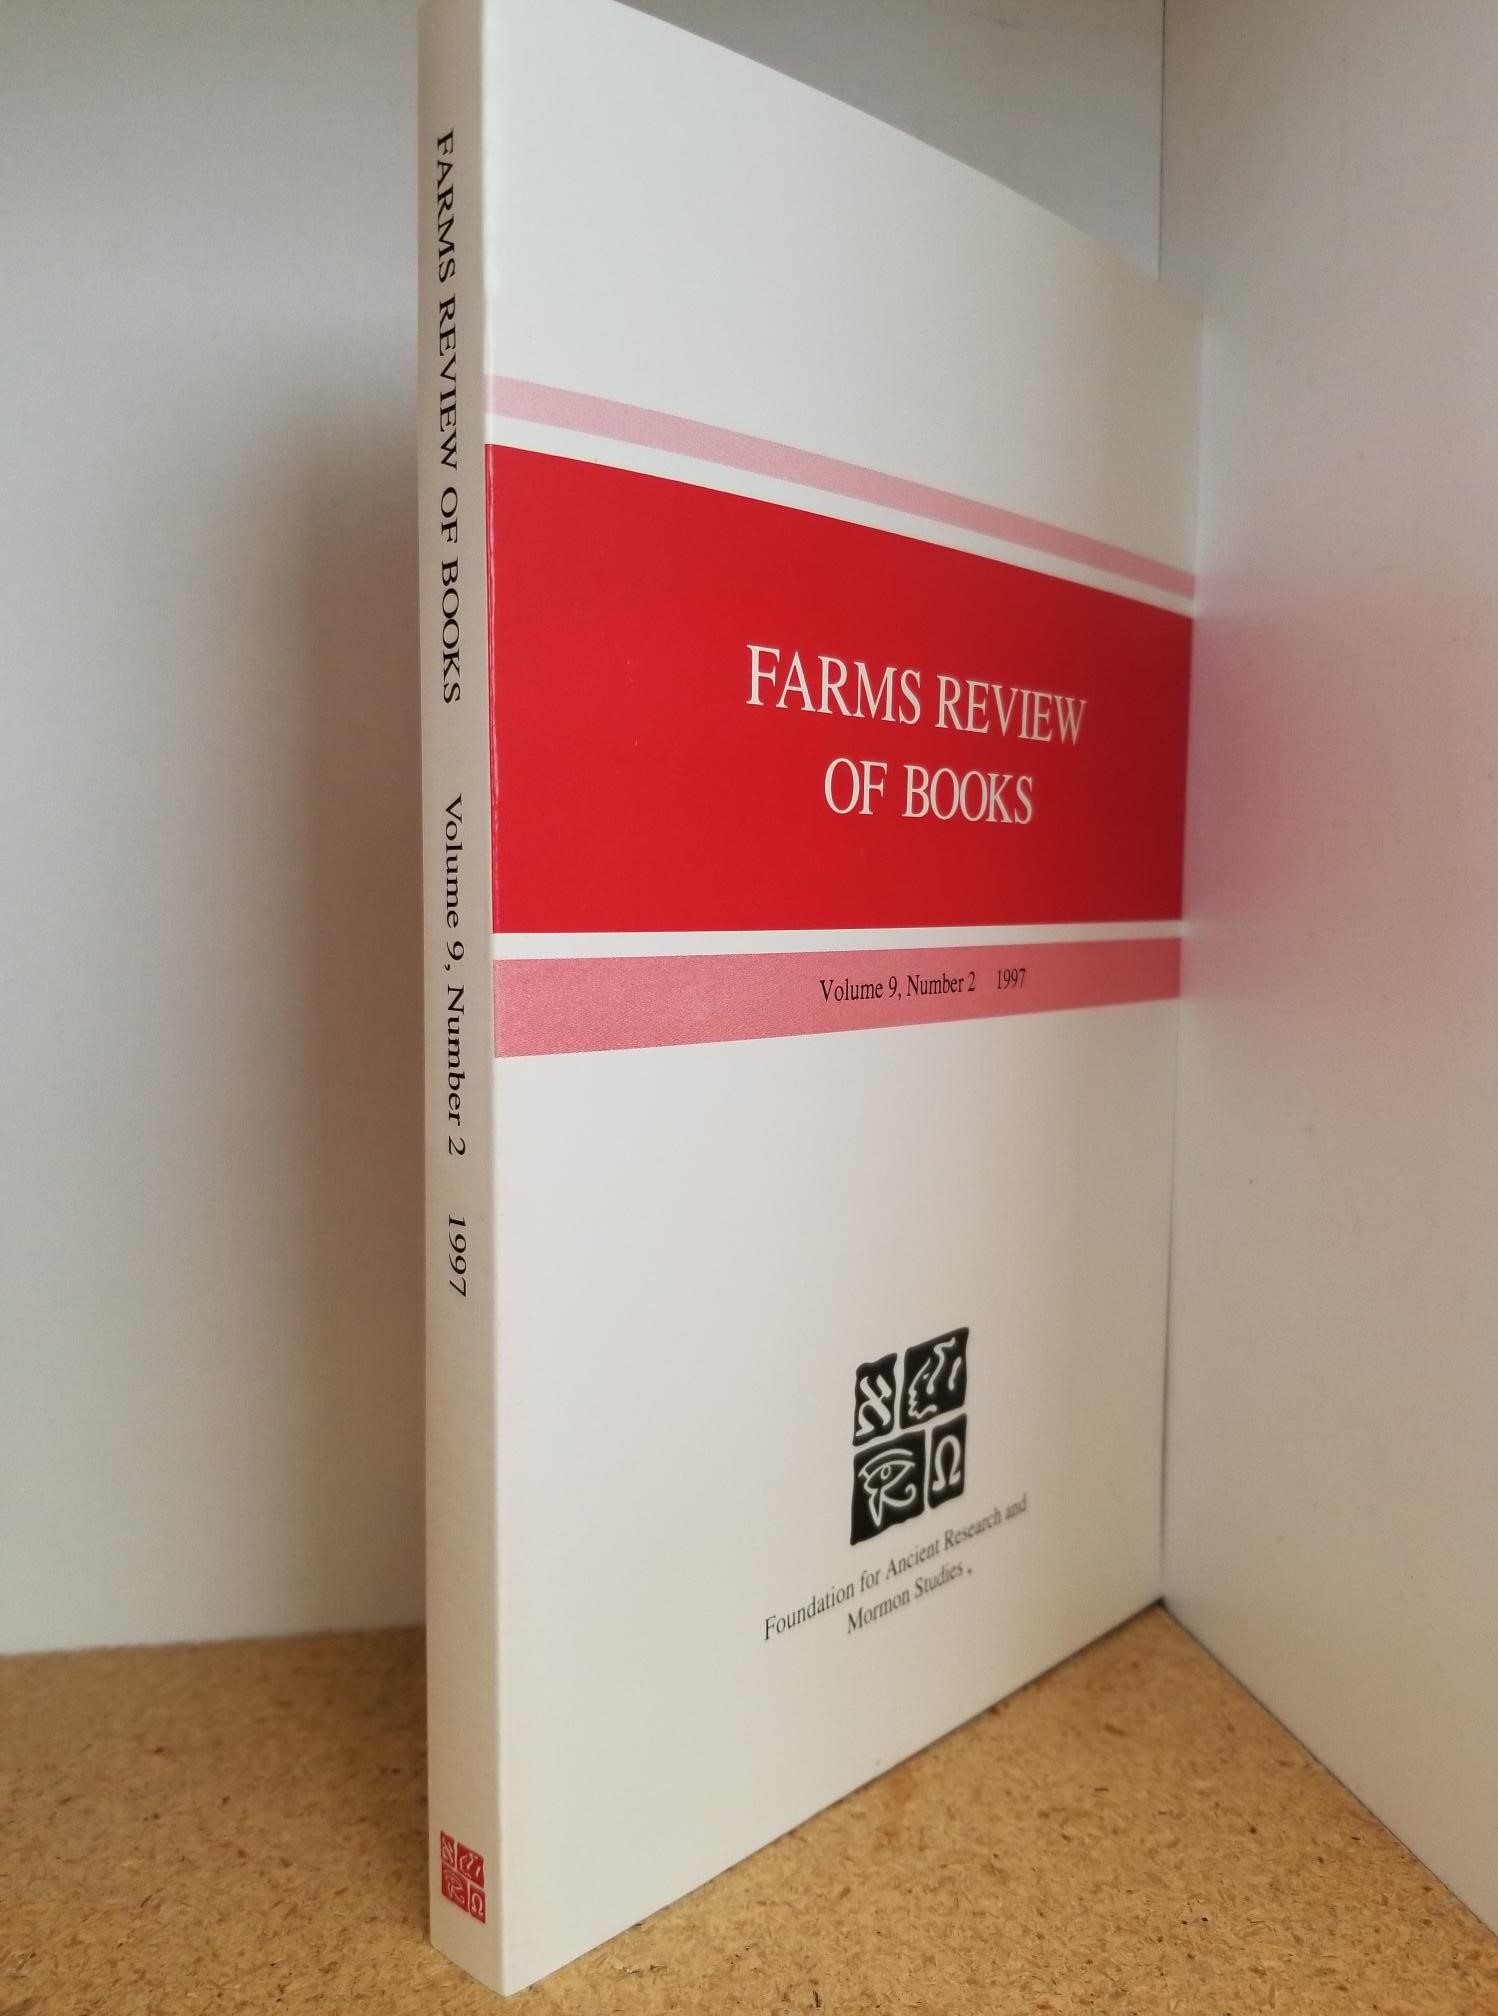 FARMS REVIEW OF BOOKS Volume 9, Number 2 1997
FARMS REVIEW
OF BOOKS
Volume 9, Number 2 1997
א
Ω
Foundation for Ancient Research and
Mormon Studies